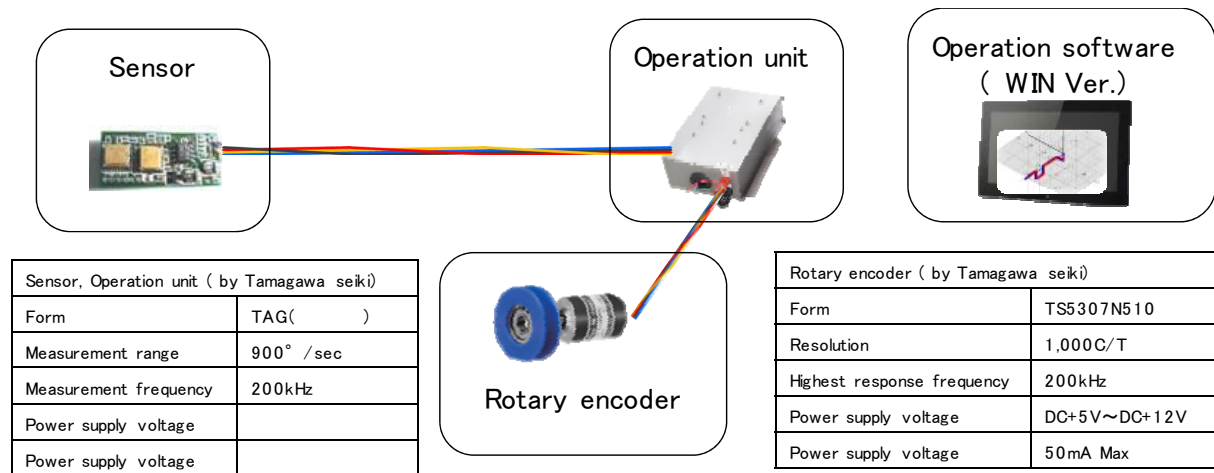 Sensor
Operation unit
Operation software
( WIN Ver.)
Rotary encoder
Sensor, Operation unit ( by Tamagawa seiki)
Form TAG( )
Measurement range 900° /sec
Measurement frequency 200kHz
Power supply voltage
Power supply voltage
Rotary encoder ( by Tamagawa seiki)
Form TS5307N510
Resolution 1,000C/T
Highest response frequency 200kHz
Power supply voltage DC+5V～DC+12V
Power supply voltage 50mA Max